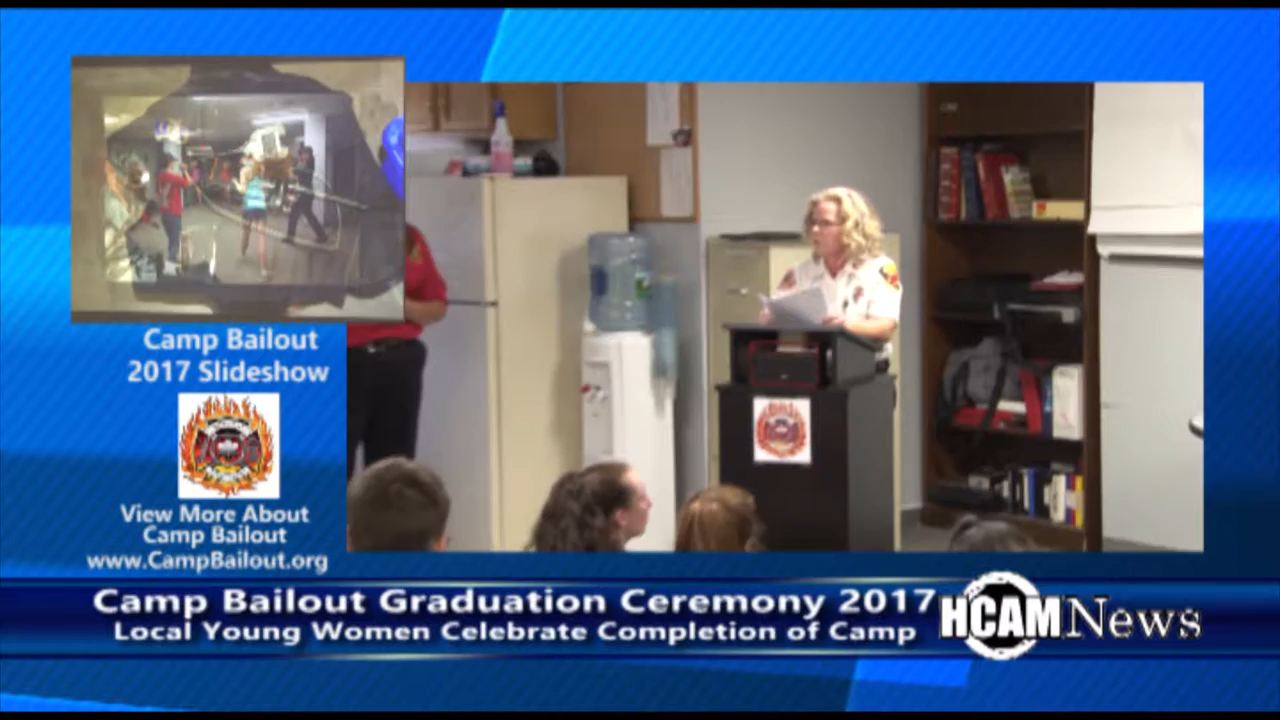 Camp Bailout
2017 Slideshow
View More About
Camp Bailout
www.CampBailout.org
Camp Bailout Graduation Ceremony 2017
Local Young Women Celebrate Completion of Camp
HCAM News